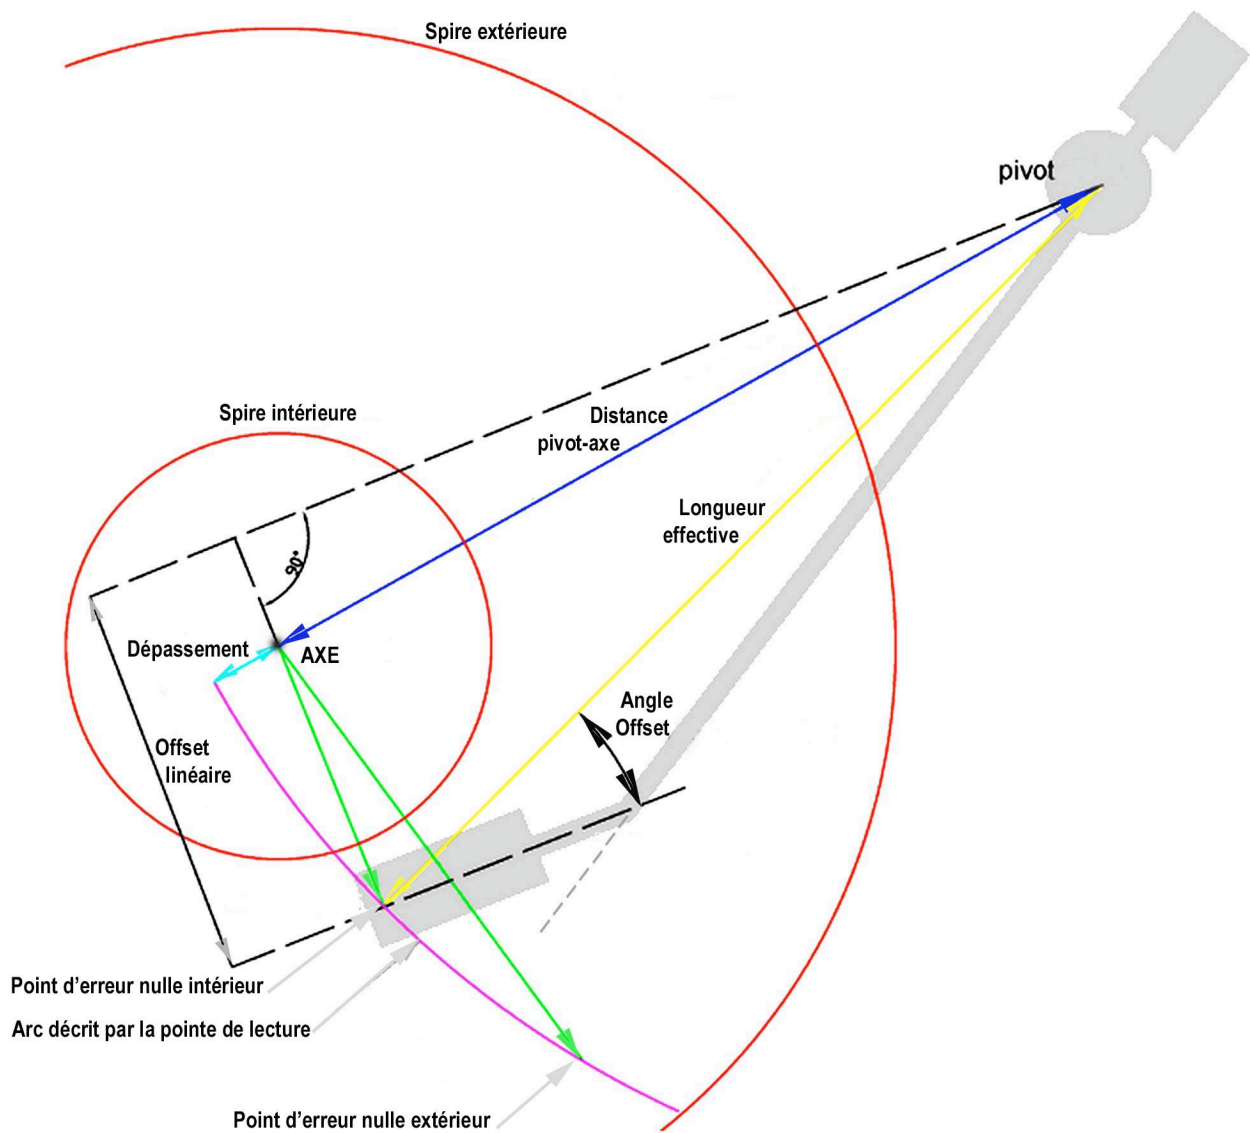 Spire extérieure
pivot
Spire intérieure
Distance
pivot-axe
Longueur
effective
90°
Dépassement
AXE
Angle
Offset
Offset
linéaire
Point d’erreur nulle intérieur
Arc décrit par la pointe de lecture
Point d’erreur nulle extérieur